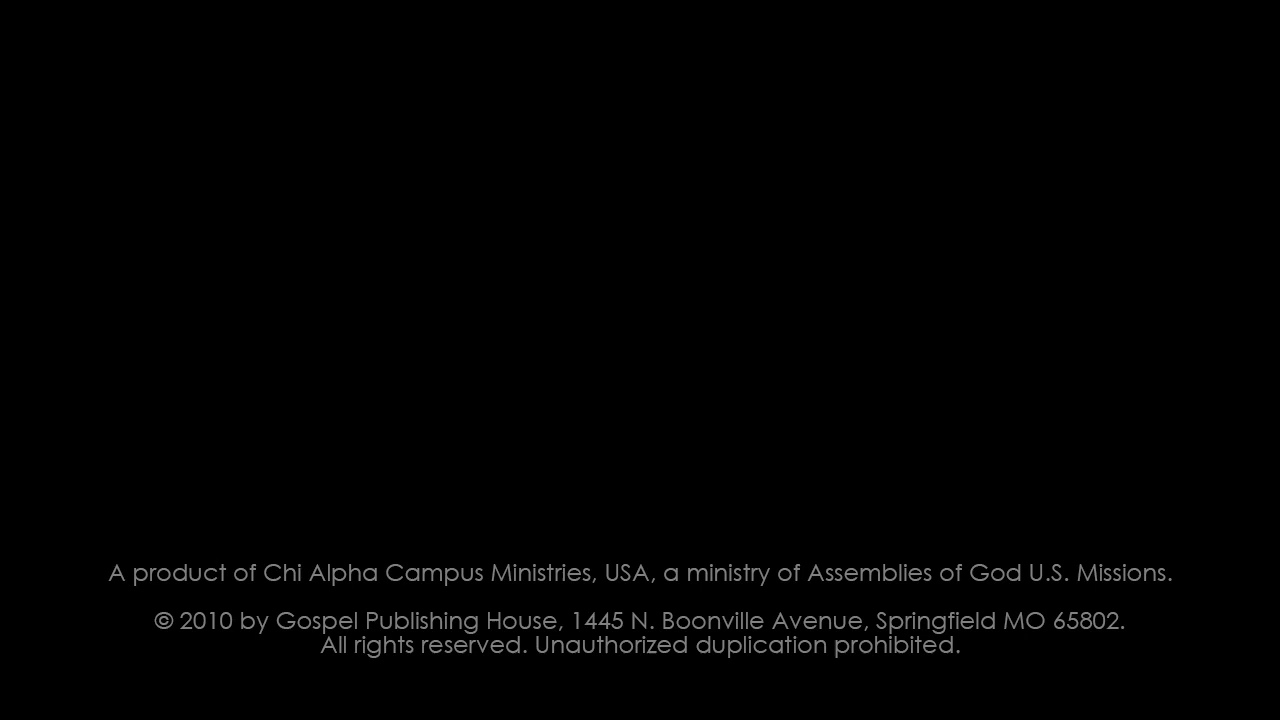 A product of Chi Alpha Campus Ministries, USA, a ministry of Assemblies of God U.S. Missions.
© 2010 by Gospel Publishing House, 1445 N. Boonville Avenue, Springfield MO 65802.
All rights reserved. Unauthorized duplication prohibited.